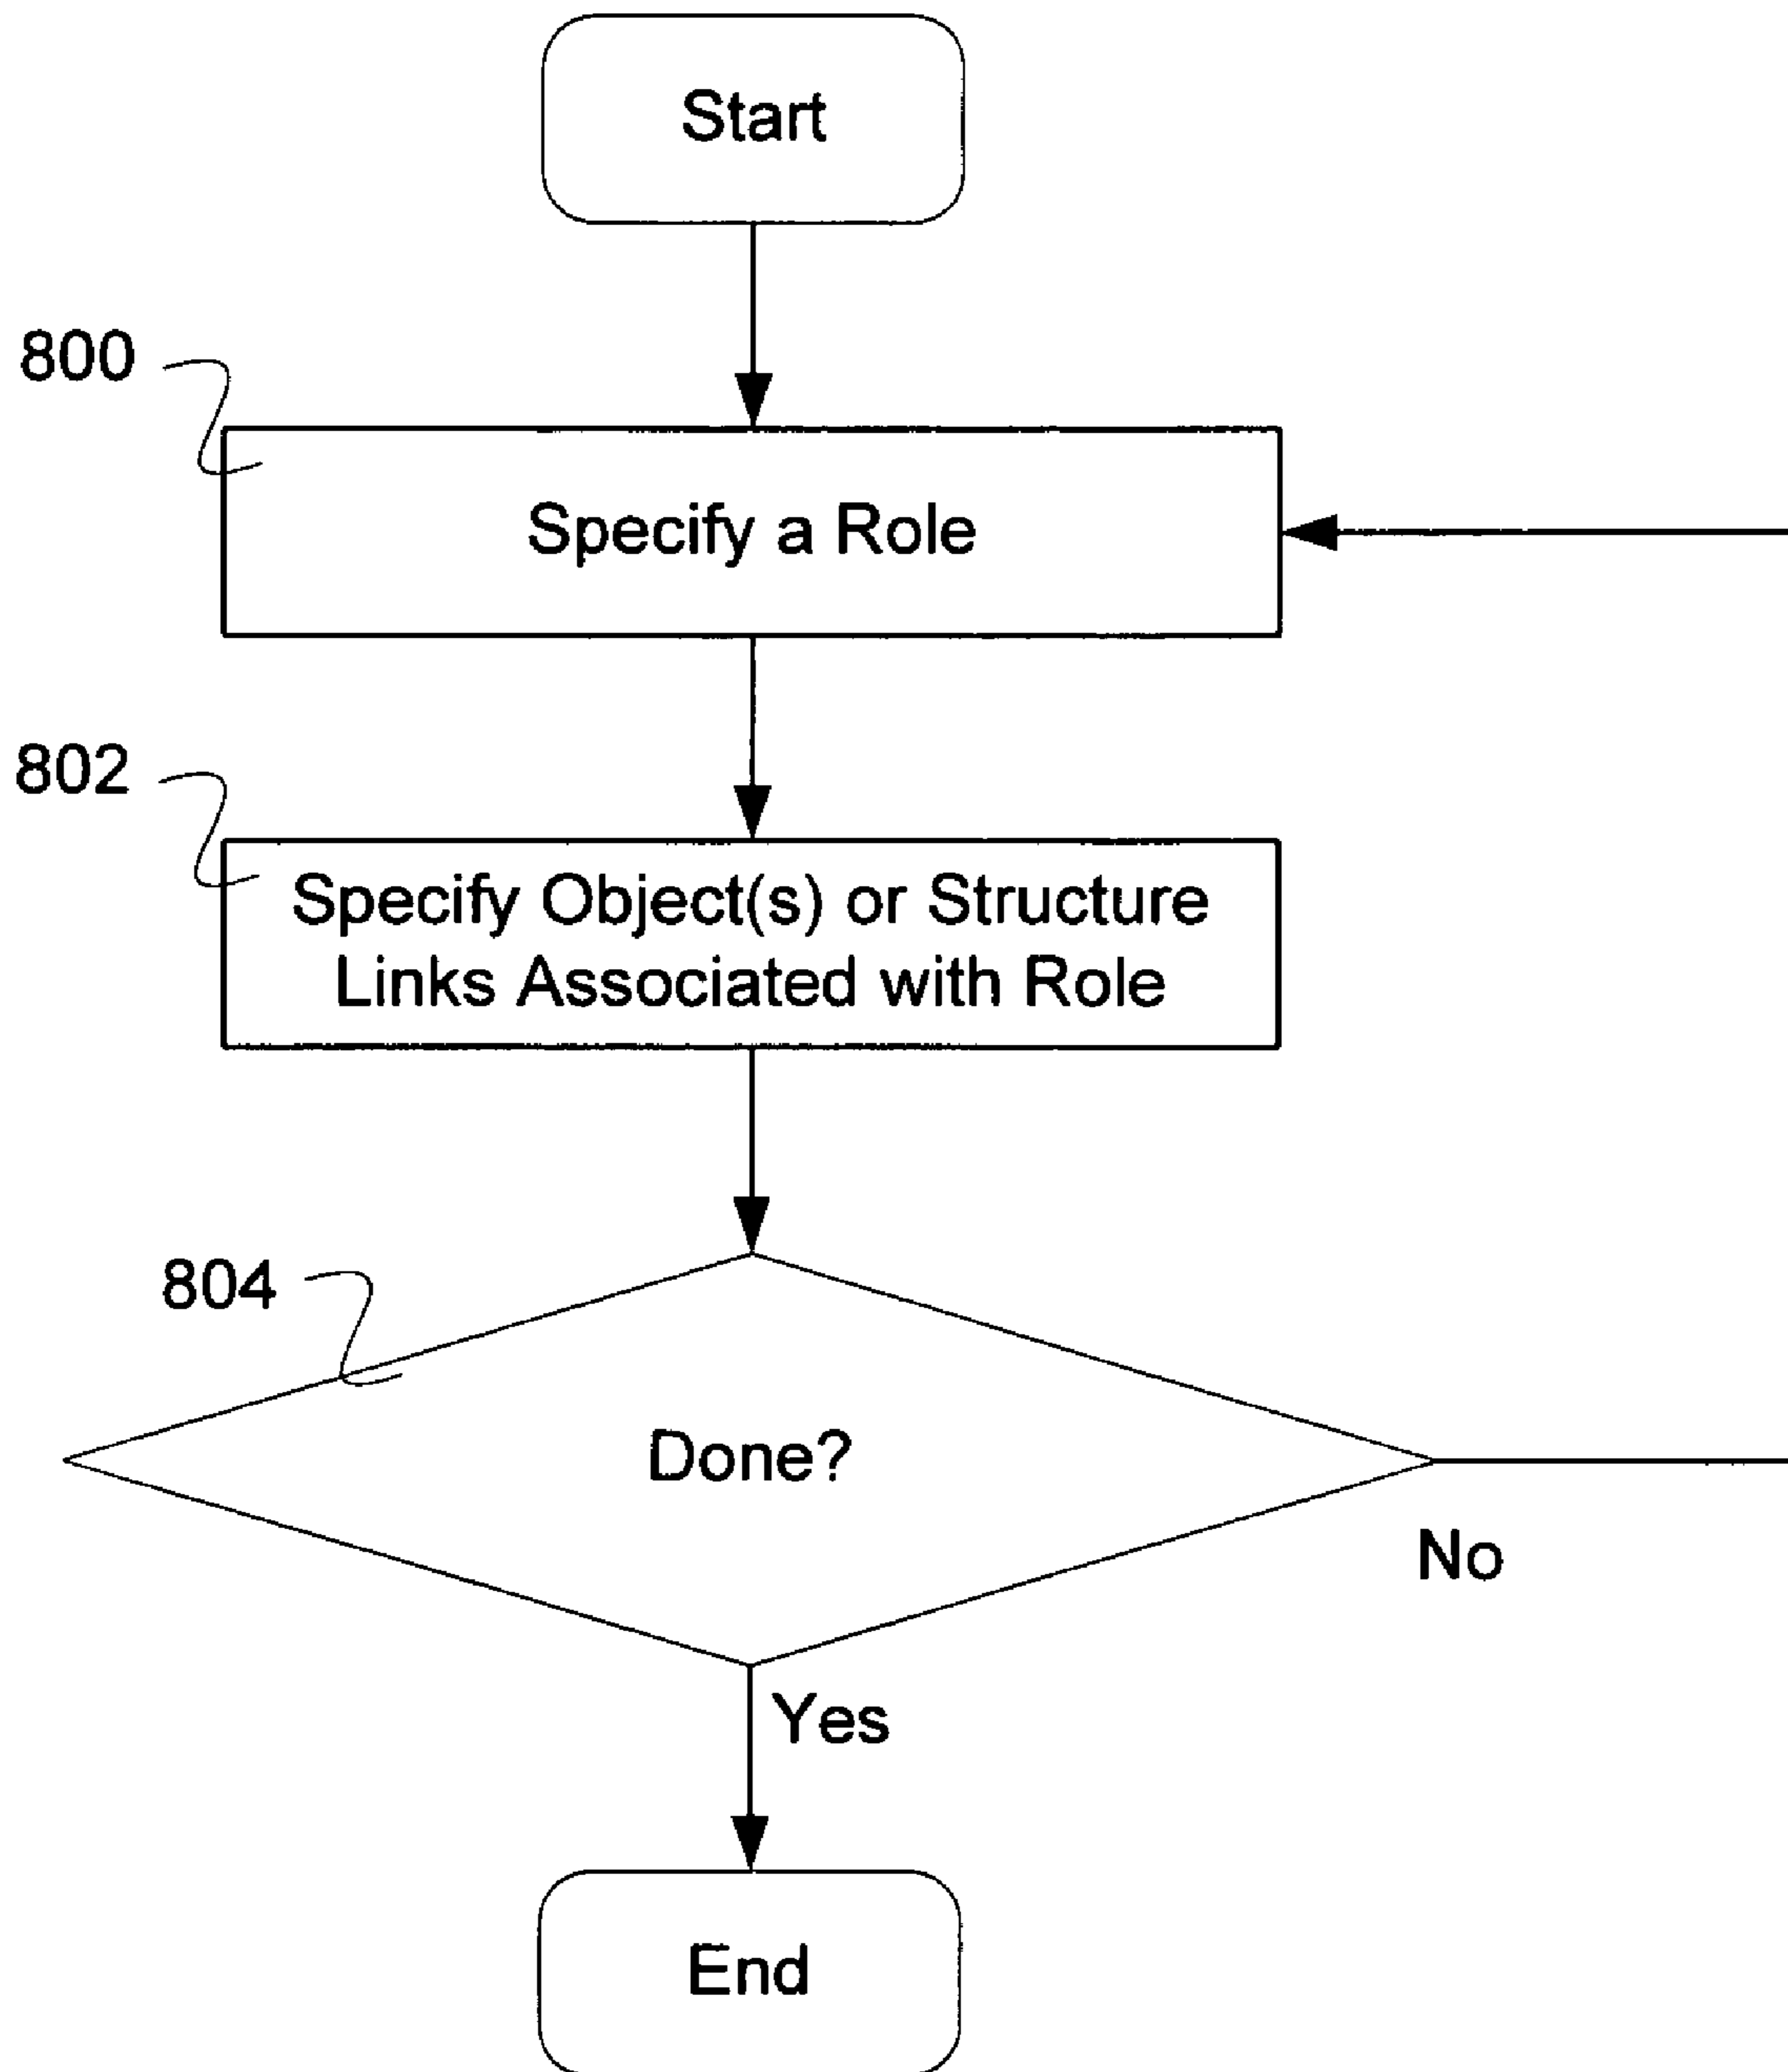 Start
800
Specify a Role
802
Specify Object(s) or Structure
Links Associated with Role
804
Done?
No
Yes
End